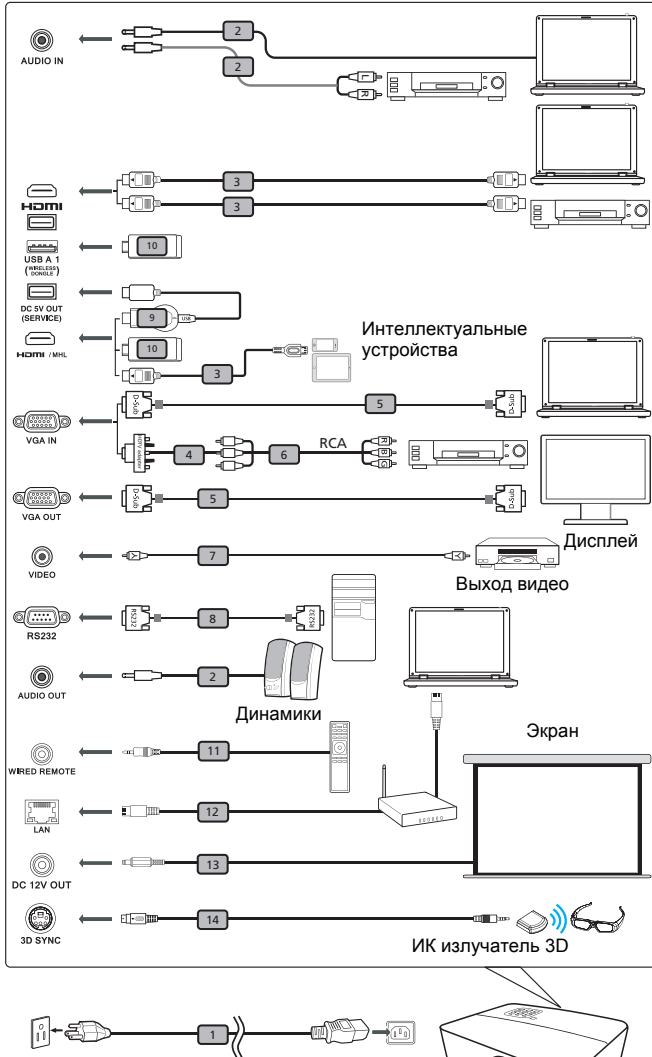 2
AUDIO IN
2
L
R
3
HDMI
3
USB A 1
(WIRELESS DONGLE)
10
DC 5V OUT
(SERVICE)
9
USB
HDMI / MHL
10
3
Интеллектуальные
устройства
VGA IN
D-Sub
5
D-Sub
HDTV adapter
4
6
RCA
R
B
G
VGA OUT
D-Sub
5
D-Sub
Дисплей
VIDEO
Y
7
Y
Выход видео
RS232
RS232
8
RS232
AUDIO OUT
2
Динамики
WIRED REMOTE
11
Экран
LAN
12
DC 12V OUT
13
3D SYNC
14
ИК излучатель 3D
1